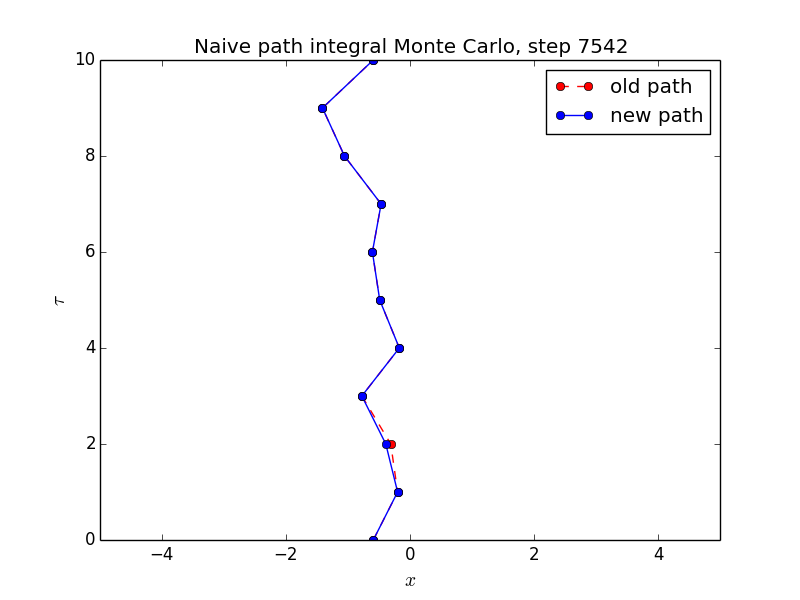 Naive path integral Monte Carlo, step 7542
old path
new path
10
8
6
4
2
0
τ
−4 −2 0 2 4
x